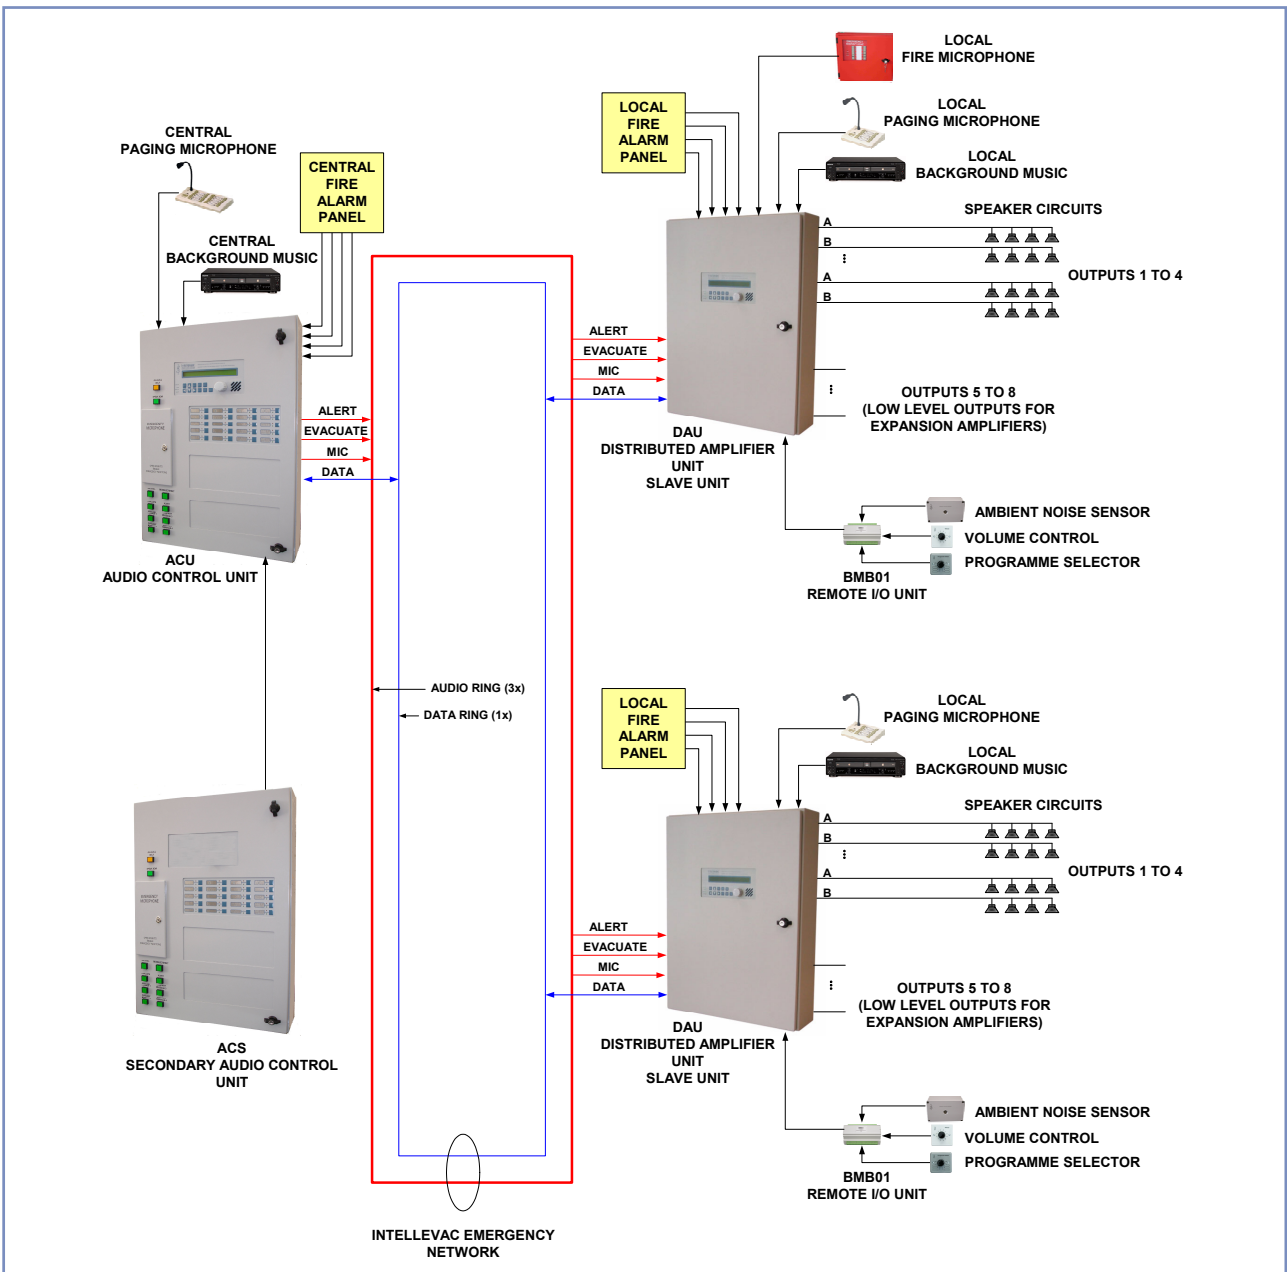 CENTRAL
PAGING MICROPHONE
CENTRAL
FIRE
ALARM
PANEL
CENTRAL
BACKGROUND MUSIC
ALERT
EVACUATE
MIC
DATA
ACU
AUDIO CONTROL UNIT
ACS
SECONDARY AUDIO CONTROL
UNIT
AUDIO RING (3x)
DATA RING (1x)
INTELLEVAC EMERGENCY
NETWORK
LOCAL
FIRE MICROPHONE
LOCAL
FIRE
ALARM
PANEL
LOCAL
PAGING MICROPHONE
LOCAL
BACKGROUND MUSIC
SPEAKER CIRCUITS
A
B
A
B
OUTPUTS 1 TO 4
ALERT
EVACUATE
MIC
DATA
OUTPUTS 5 TO 8
(LOW LEVEL OUTPUTS FOR
EXPANSION AMPLIFIERS)
DAU
DISTRIBUTED AMPLIFIER
UNIT
SLAVE UNIT
AMBIENT NOISE SENSOR
VOLUME CONTROL
PROGRAMME SELECTOR
BMB01
REMOTE I/O UNIT
LOCAL
FIRE
ALARM
PANEL
LOCAL
PAGING MICROPHONE
LOCAL
BACKGROUND MUSIC
SPEAKER CIRCUITS
A
B
A
B
OUTPUTS 1 TO 4
ALERT
EVACUATE
MIC
DATA
OUTPUTS 5 TO 8
(LOW LEVEL OUTPUTS FOR
EXPANSION AMPLIFIERS)
DAU
DISTRIBUTED AMPLIFIER
UNIT
SLAVE UNIT
AMBIENT NOISE SENSOR
VOLUME CONTROL
PROGRAMME SELECTOR
BMB01
REMOTE I/O UNIT